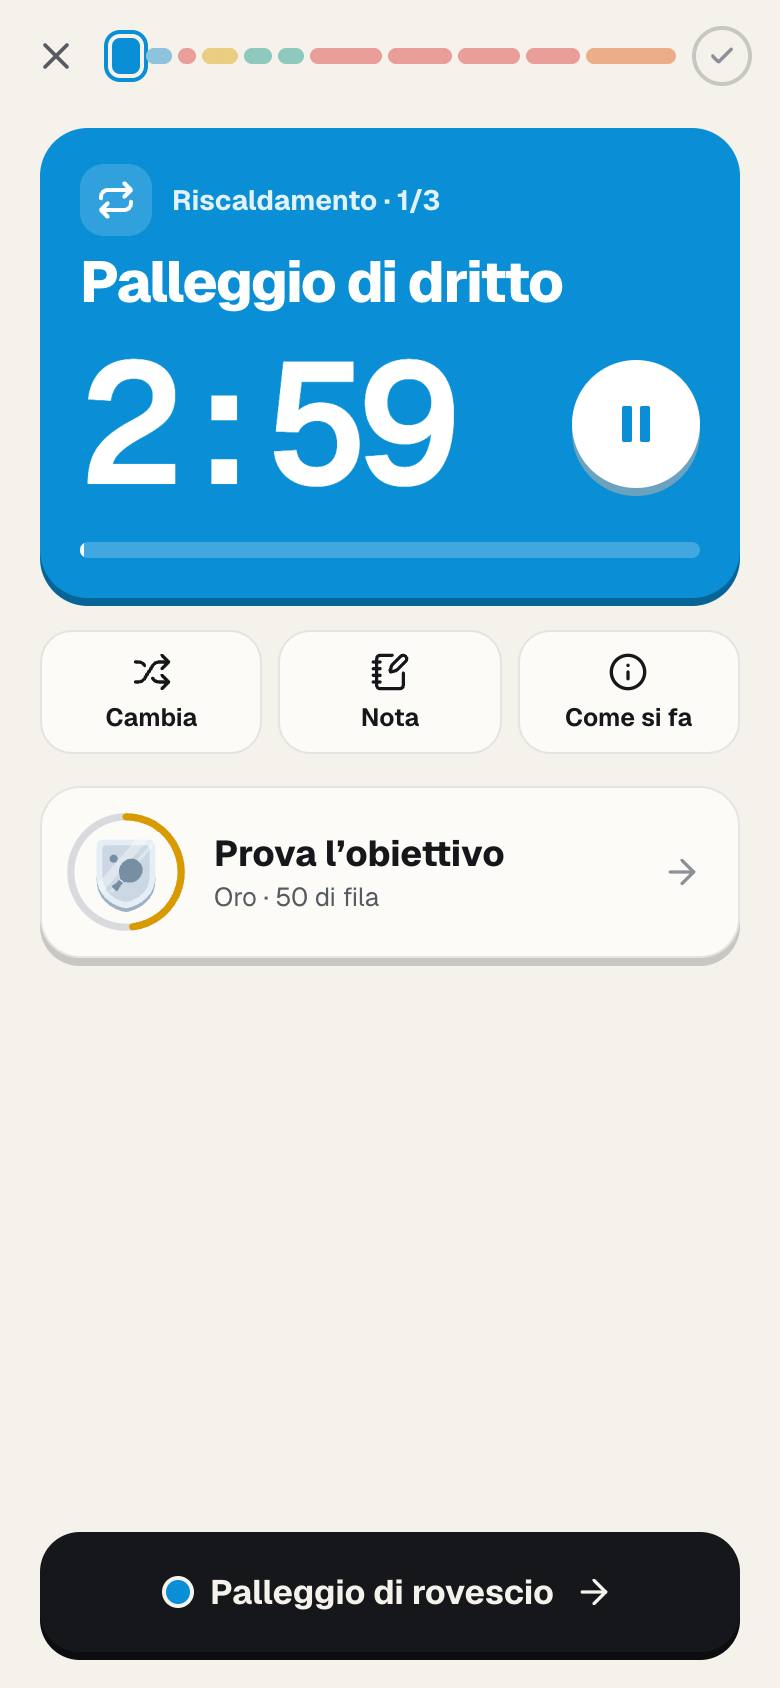 Riscaldamento · 1/3
Palleggio di dritto
2:59
Cambia
Nota
Come si fa
Prova l’obiettivo
Oro · 50 di fila
Palleggio di rovescio